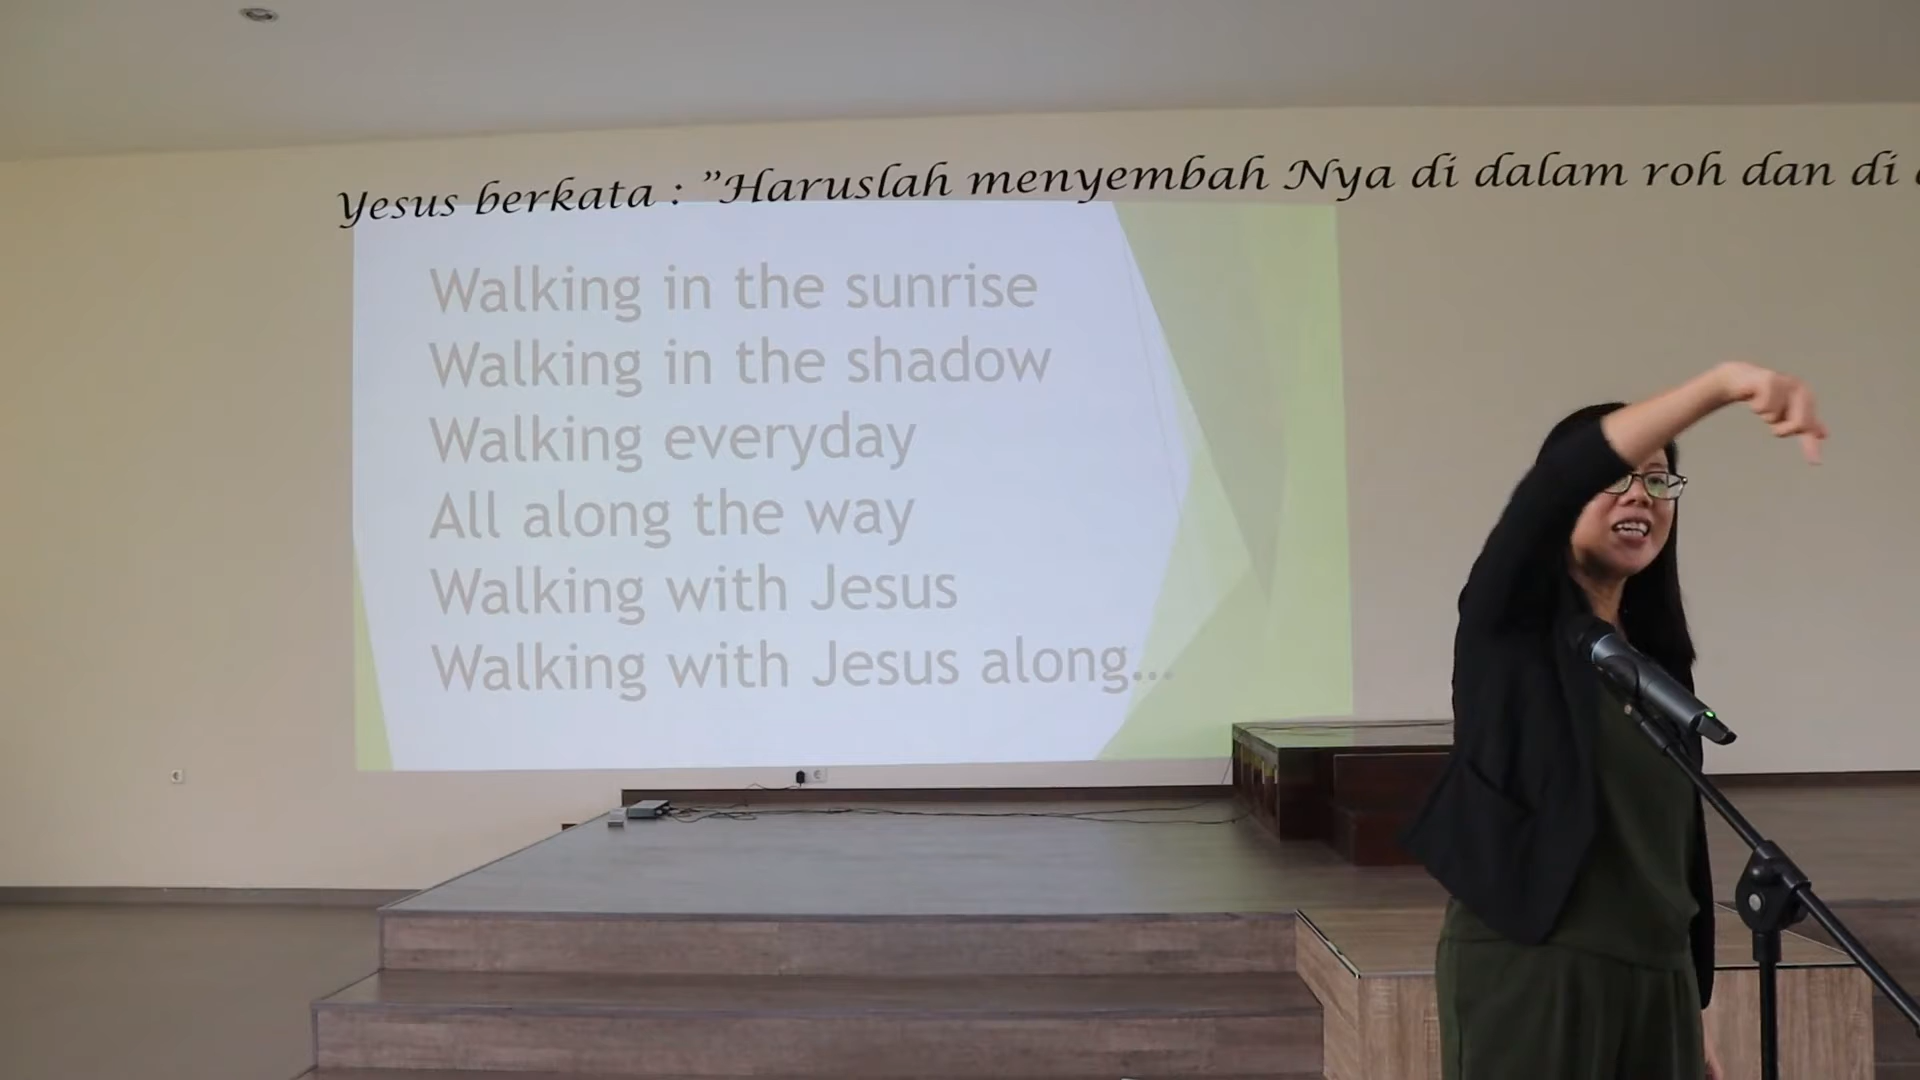 Yesus berkata : "Haruslah menyembah Nya di dalam roh dan di
Walking in the sunrise
Walking in the shadow
Walking everyday
All along the way
Walking with Jesus
Walking with Jesus along...